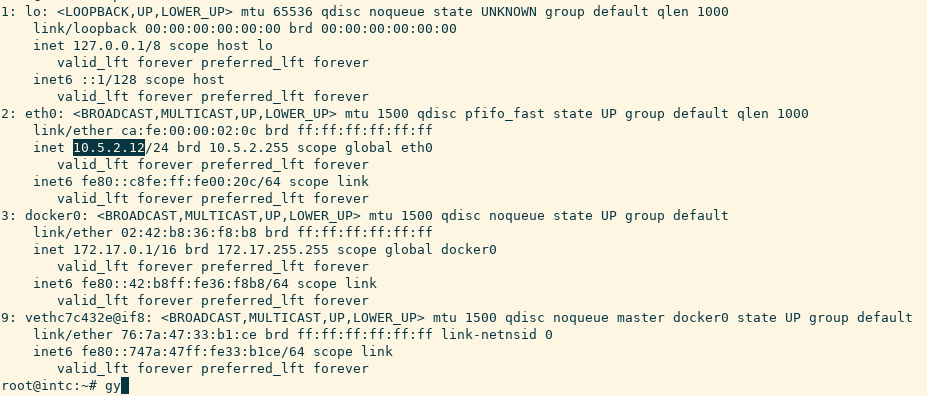 1: lo: <LOOPBACK,UP,LOWER_UP> mtu 65536 qdisc noqueue state UNKNOWN group default qlen 1000
    link/loopback 00:00:00:00:00:00 brd 00:00:00:00:00:00
    inet 127.0.0.1/8 scope host lo
       valid_lft forever preferred_lft forever
    inet6 ::1/128 scope host
       valid_lft forever preferred_lft forever
2: eth0: <BROADCAST,MULTICAST,UP,LOWER_UP> mtu 1500 qdisc pfifo_fast state UP group default qlen 1000
    link/ether ca:fe:00:00:02:0c brd ff:ff:ff:ff:ff:ff
    inet 10.5.2.12/24 brd 10.5.2.255 scope global eth0
       valid_lft forever preferred_lft forever
    inet6 fe80::c8fe:ff:fe00:20c/64 scope link
       valid_lft forever preferred_lft forever
3: docker0: <BROADCAST,MULTICAST,UP,LOWER_UP> mtu 1500 qdisc noqueue state UP group default
    link/ether 02:42:b8:36:f8:b8 brd ff:ff:ff:ff:ff:ff
    inet 172.17.0.1/16 brd 172.17.255.255 scope global docker0
       valid_lft forever preferred_lft forever
    inet6 fe80::42:b8ff:fe36:f8b8/64 scope link
       valid_lft forever preferred_lft forever
9: vethc7c432e@if8: <BROADCAST,MULTICAST,UP,LOWER_UP> mtu 1500 qdisc noqueue master docker0 state UP group default
    link/ether 76:7a:47:33:b1:ce brd ff:ff:ff:ff:ff:ff link-netnsid 0
    inet6 fe80::747a:47ff:fe33:b1ce/64 scope link
       valid_lft forever preferred_lft forever
root@intc:~# gy